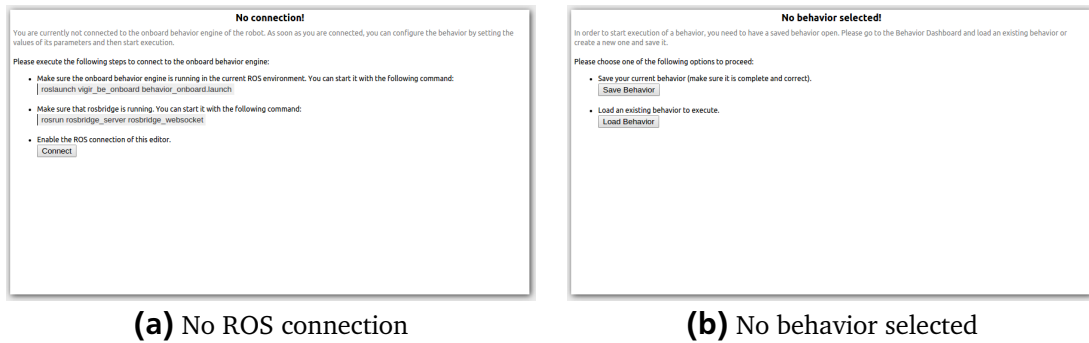 No connection!
You are currently not connected to the onboard behavior engine of the robot. As soon as you are connected, you can configure the behavior by setting the
values of its parameters and then start execution.
Please execute the following steps to connect to the onboard behavior engine:
• Make sure the onboard behavior engine is running in the current ROS environment. You can start it with the following command:
roslaunch vigir_be_onboard behavior_onboard.launch
• Make sure that rosbridge is running. You can start it with the following command:
rosrun rosbridge_server rosbridge_websocket
• Enable the ROS connection of this editor.
Connect
(a) No ROS connection
No behavior selected!
In order to start execution of a behavior, you need to have a saved behavior open. Please go to the Behavior Dashboard and load an existing behavior or
create a new one and save it.
Please choose one of the following options to proceed:
• Save your current behavior (make sure it is complete and correct).
Save Behavior
• Load an existing behavior to execute.
Load Behavior
(b) No behavior selected